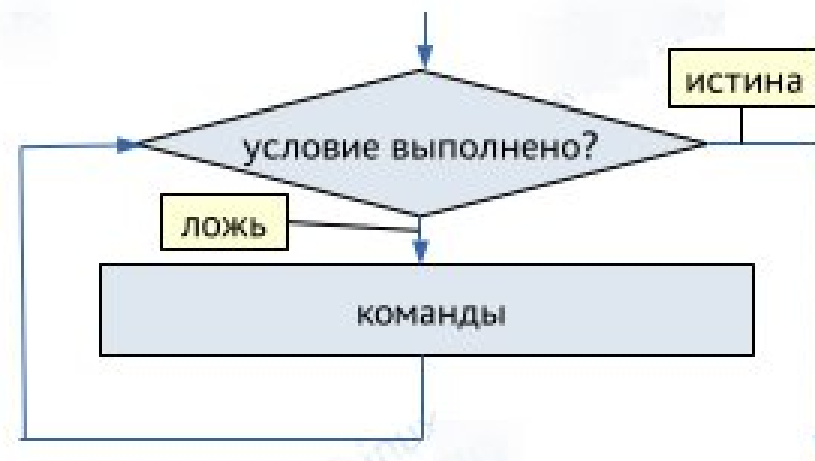 истина
условие выполнено?
ложь
команды